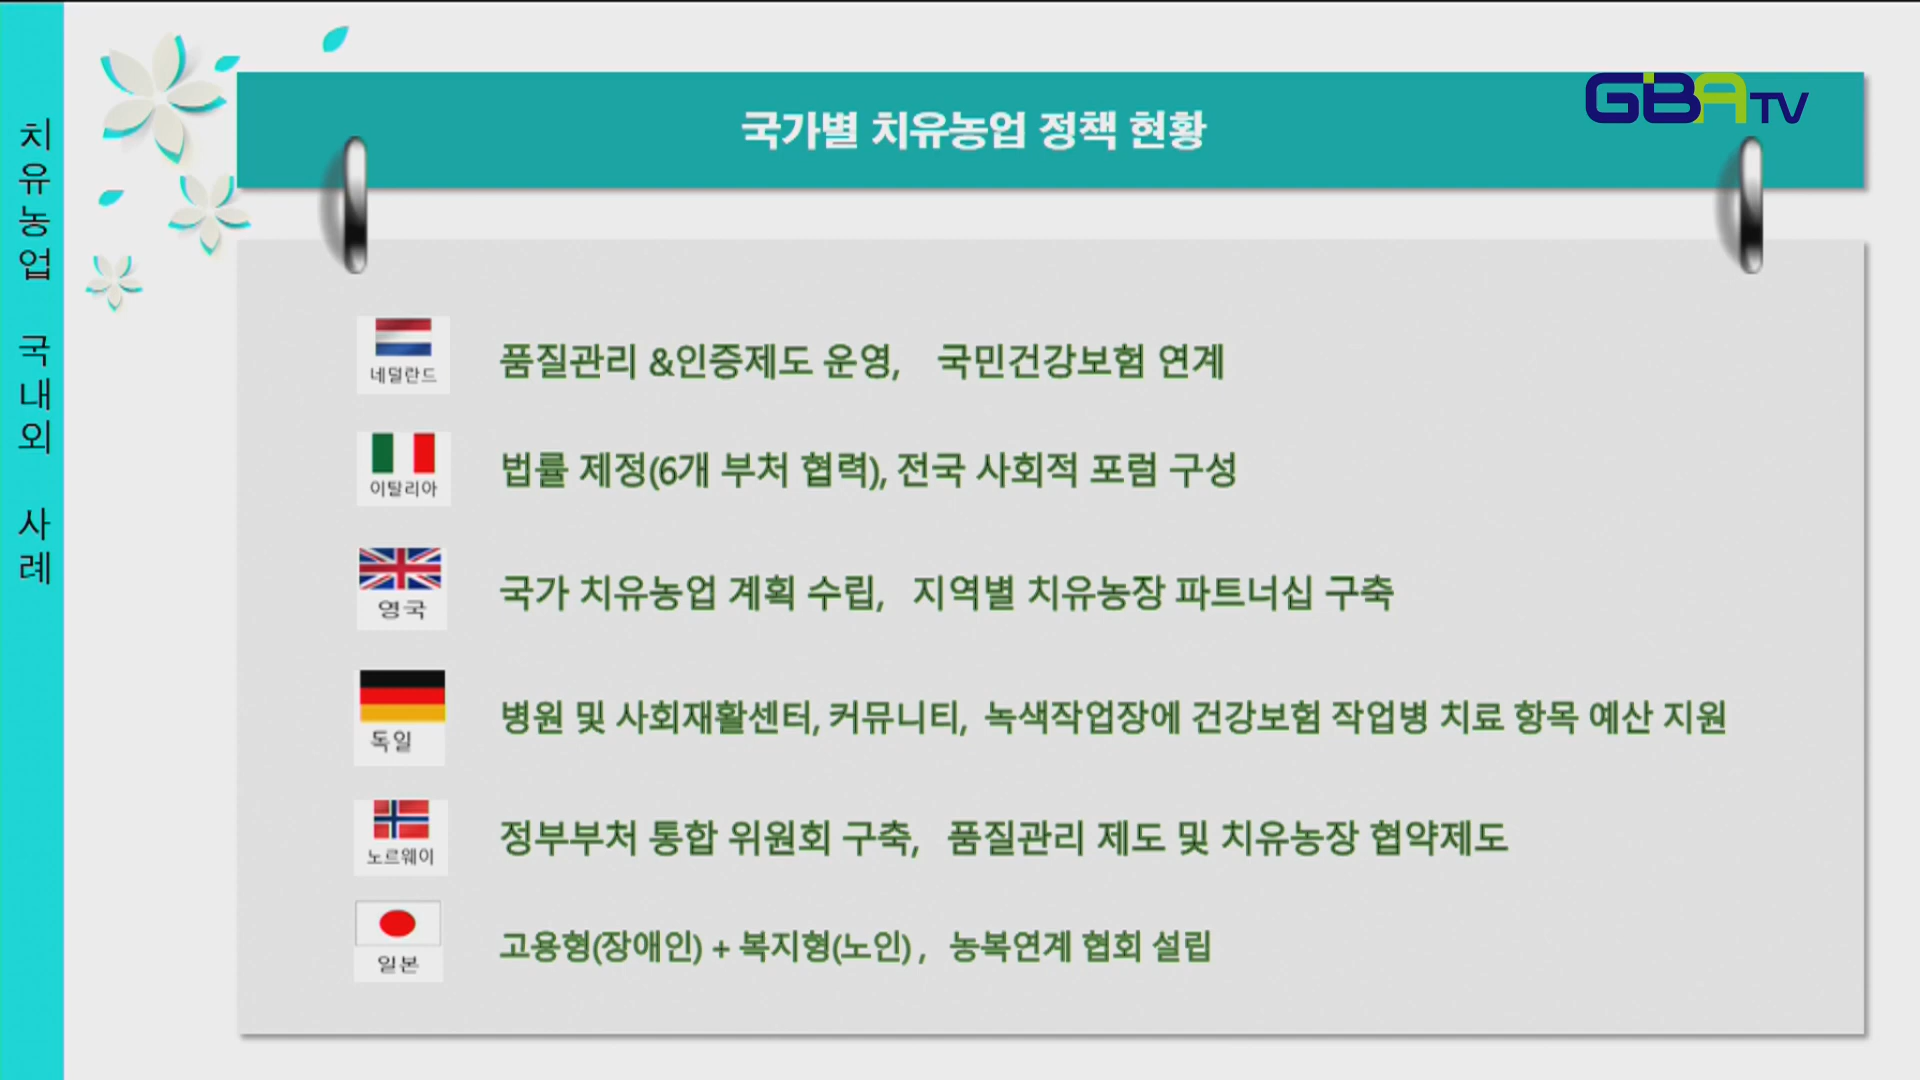 치유농업 국내외 사례
국가별 치유농업 정책 현황
GBA TV
네덜란드
품질관리 &인증제도 운영, 국민건강보험 연계
이탈리아
법률 제정(6개 부처 협력), 전국 사회적 포럼 구성
영국
국가 치유농업 계획 수립, 지역별 치유농장 파트너십 구축
독일
병원 및 사회재활센터, 커뮤니티, 녹색작업장에 건강보험 작업병 치료 항목 예산 지원
노르웨이
정부부처 통합 위원회 구축, 품질관리 제도 및 치유농장 협약제도
일본
고용형(장애인) + 복지형(노인) , 농복연계 협회 설립